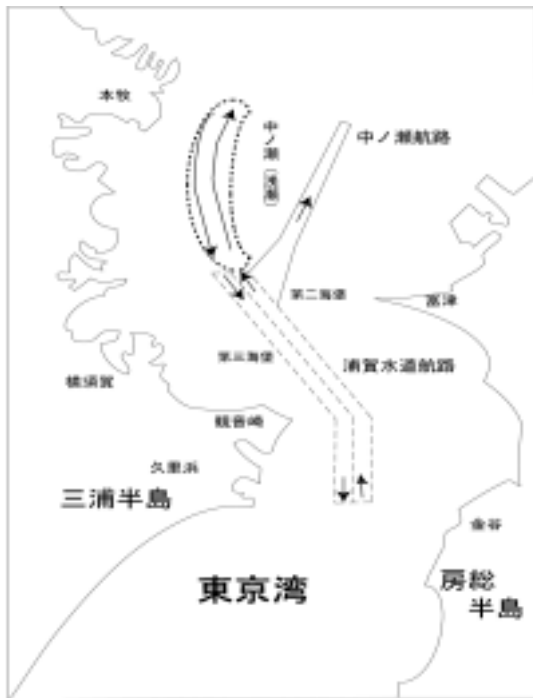 本牧
中ノ瀬
中ノ瀬航路
第二海堡
富津
第三海堡
浦賀水道航路
横須賀
観音崎
久里浜
三浦半島
金谷
東京湾
房総
半島